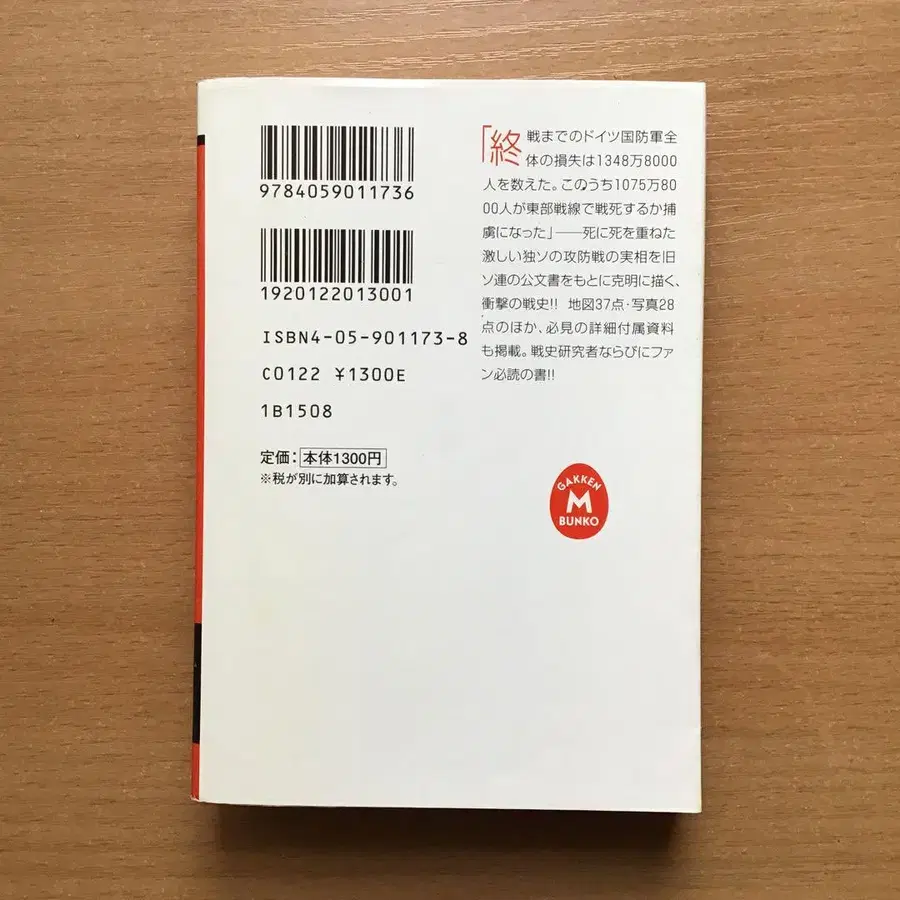 9784059011736
1920122013001
ISBN4-05-901173-8
C0122 ¥1300E
1B1508
定価：本体1300円
※税が別に加算されます。
「終戦までのドイツ国防軍全
体の損失は1348万8000
人を数えた。このうち1075万80
00人が東部戦線で戦死するか捕
虜になった」——死に死を重ねた
激しい独ソの攻防戦の実相を旧
ソ連の公文書をもとに克明に描く、
衝撃の戦史!! 地図37点・写真28
点のほか、必見の詳細付属資料
も掲載。戦史研究者ならびにファ
ン必読の書!!
GAKKEN
M
BUNKO